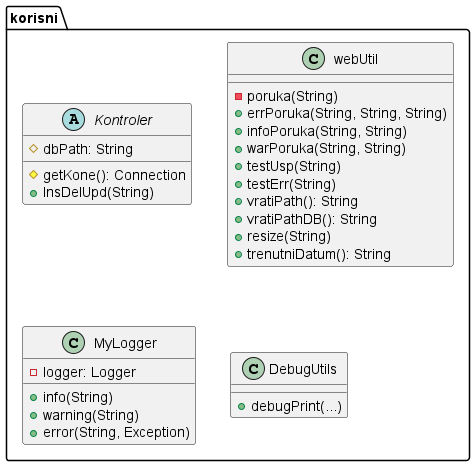 korisni
A Kontroler
dbPath: String
getKone(): Connection
InsDelUpd(String)
C webUtil
poruka(String)
errPoruka(String, String, String)
infoPoruka(String, String)
warPoruka(String, String)
testUsp(String)
testErr(String)
vratiPath(): String
vratiPathDB(): String
resize(String)
trenutniDatum(): String
C MyLogger
logger: Logger
info(String)
warning(String)
error(String, Exception)
C DebugUtils
debugPrint(...)